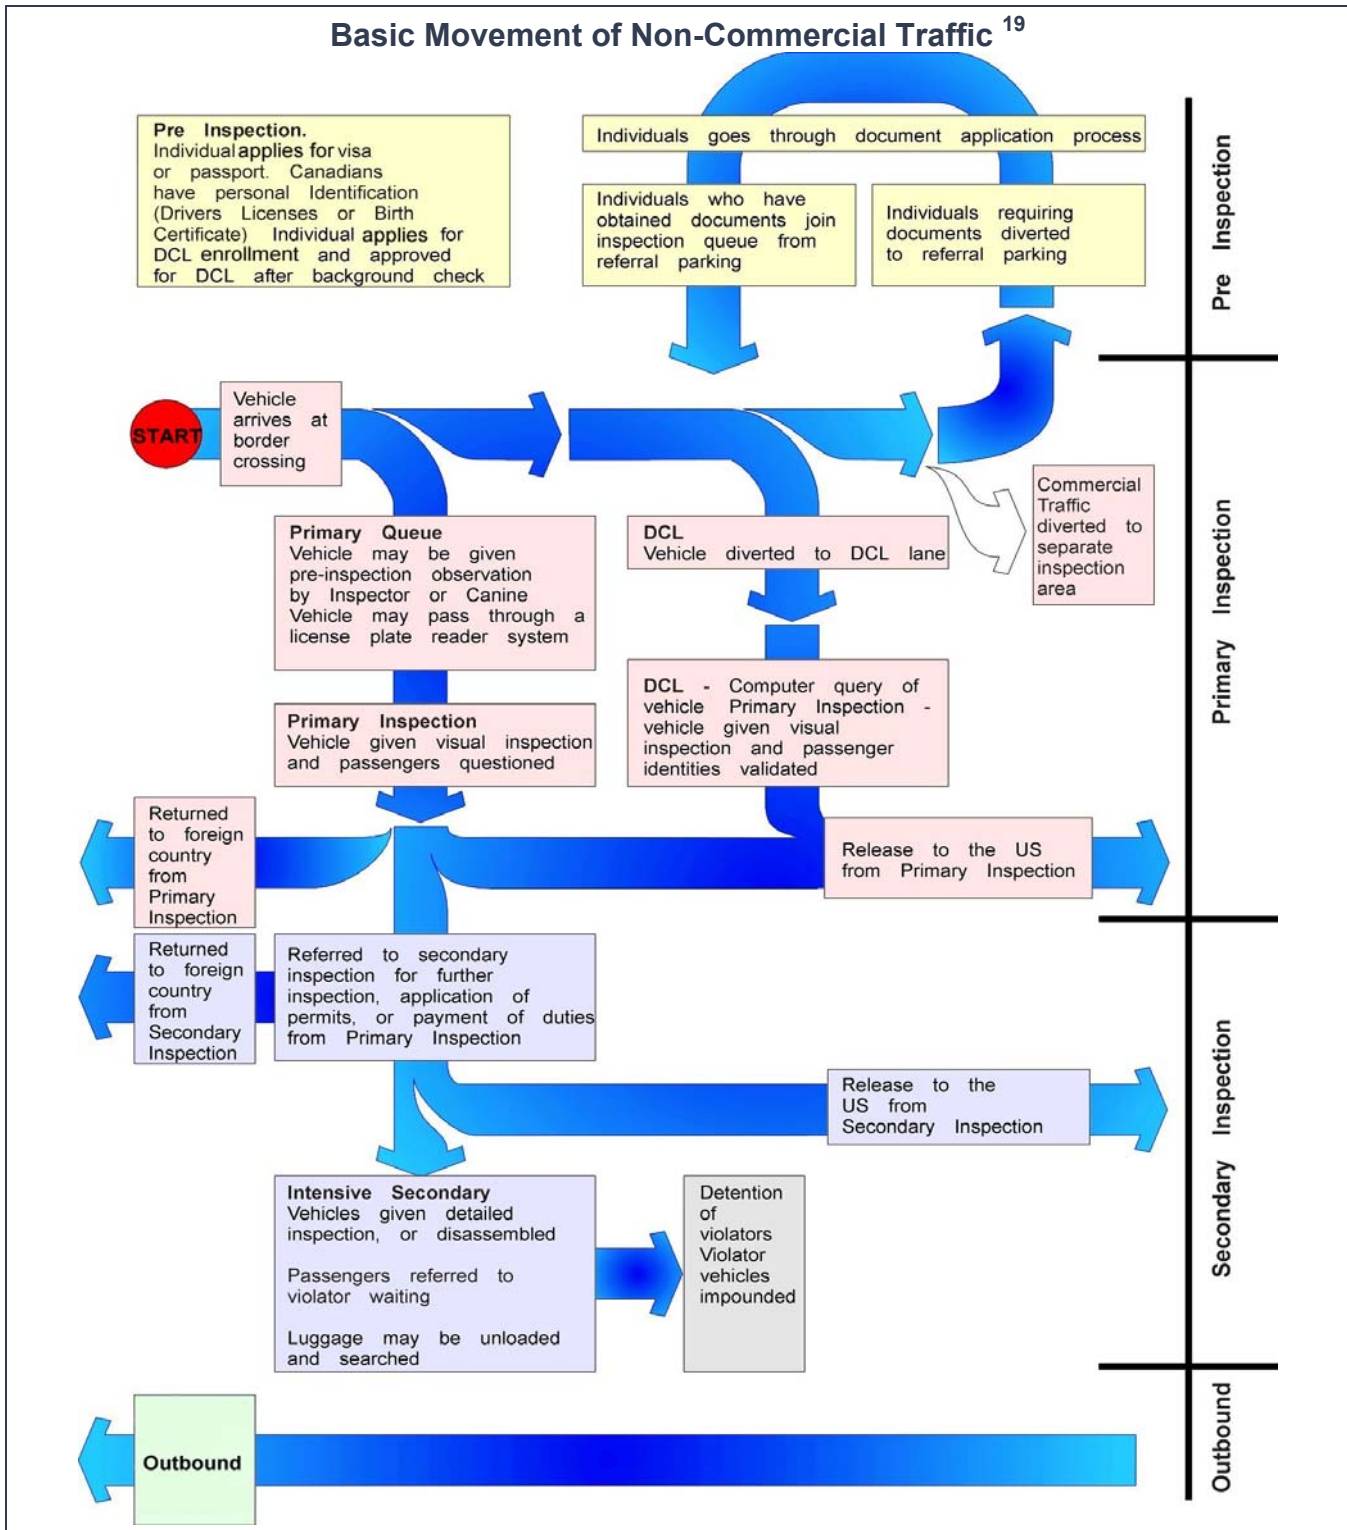 Basic Movement of Non-Commercial Traffic 19
Pre Inspection.
Individual applies for visa
or passport. Canadians
have personal Identification
(Drivers Licenses or Birth
Certificate) Individual applies for
DCL enrollment and approved
for DCL after background check
Individuals goes through document application process
Individuals who have
obtained documents join
inspection queue from
referral parking
Individuals requiring
documents diverted
to referral parking
Pre Inspection
START
Vehicle
arrives at
border
crossing
Commercial
Traffic
diverted to
separate
inspection
area
Primary Queue
Vehicle may be given
pre-inspection observation
by Inspector or Canine
Vehicle may pass through a
license plate reader system
DCL
Vehicle diverted to DCL lane
Primary Inspection
Vehicle given visual inspection
and passengers questioned
DCL - Computer query of
vehicle Primary Inspection -
vehicle given visual
inspection and passenger
identities validated
Primary Inspection
Returned
to foreign
country
from
Primary
Inspection
Release to the US
from Primary Inspection
Returned
to foreign
country
from
Secondary
Inspection
Referred to secondary
inspection for further
inspection, application of
permits, or payment of duties
from Primary Inspection
Release to the
US from
Secondary Inspection
Secondary Inspection
Intensive Secondary
Vehicles given detailed
inspection, or disassembled
Passengers referred to
violator waiting
Luggage may be unloaded
and searched
Detention
of
violators
Violator
vehicles
impounded
Outbound
Outbound